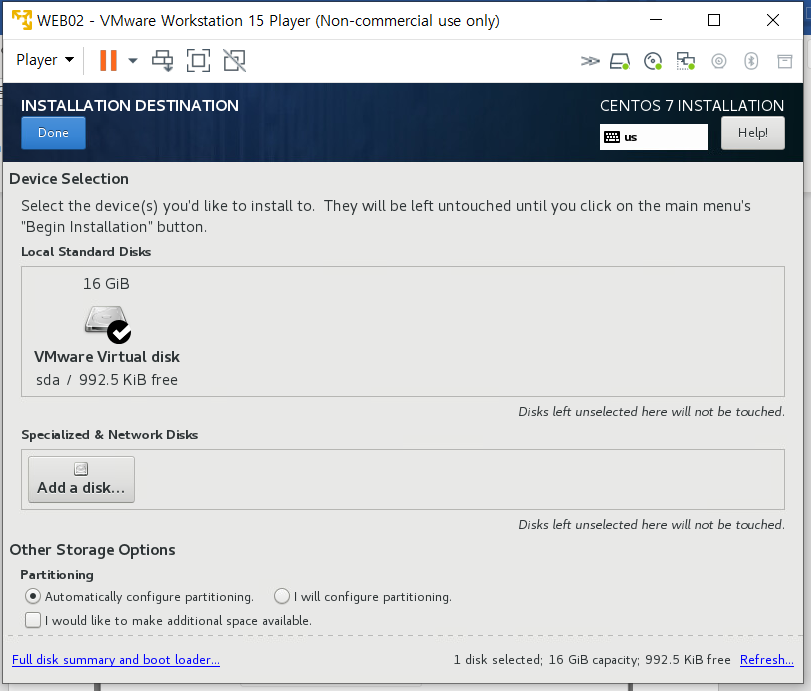 WEB02 - VMware Workstation 15 Player (Non-commercial use only)
Player
INSTALLATION DESTINATION
CENTOS 7 INSTALLATION
Done
us
Help!
Device Selection
Select the device(s) you'd like to install to.  They will be left untouched until you click on the main menu's
"Begin Installation" button.
Local Standard Disks
16 GiB
VMware Virtual disk
sda / 992.5 KiB free
Disks left unselected here will not be touched.
Specialized & Network Disks
Add a disk...
Disks left unselected here will not be touched.
Other Storage Options
Partitioning
Automatically configure partitioning.
I will configure partitioning.
I would like to make additional space available.
Full disk summary and boot loader...
1 disk selected; 16 GiB capacity; 992.5 KiB free
Refresh...